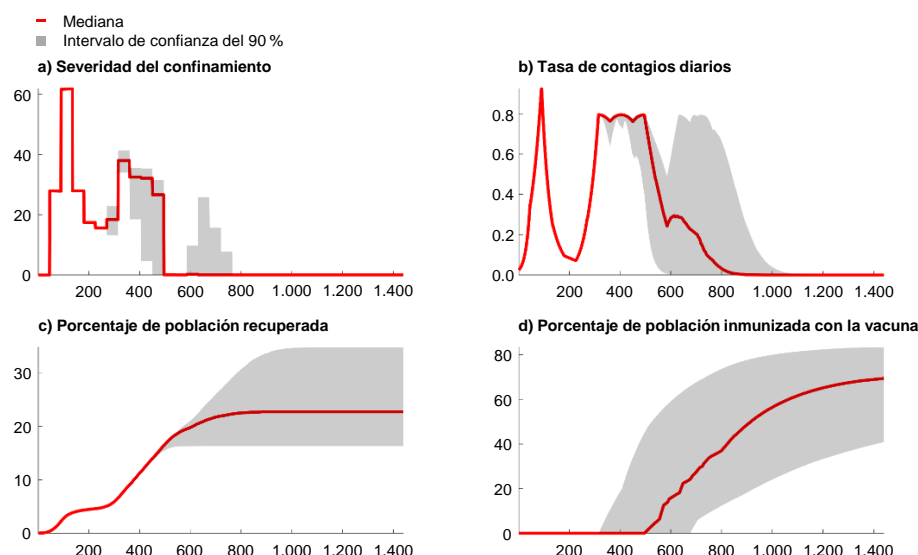 Mediana
Intervalo de confianza del 90 %
a) Severidad del confinamiento
60
40
20
0
200 400 600 800 1.000 1.200 1.400
b) Tasa de contagios diarios
0.8
0.6
0.4
0.2
0.0
200 400 600 800 1.000 1.200 1.400
c) Porcentaje de población recuperada
30
20
10
0
200 400 600 800 1.000 1.200 1.400
d) Porcentaje de población inmunizada con la vacuna
80
60
40
20
0
200 400 600 800 1.000 1.200 1.400